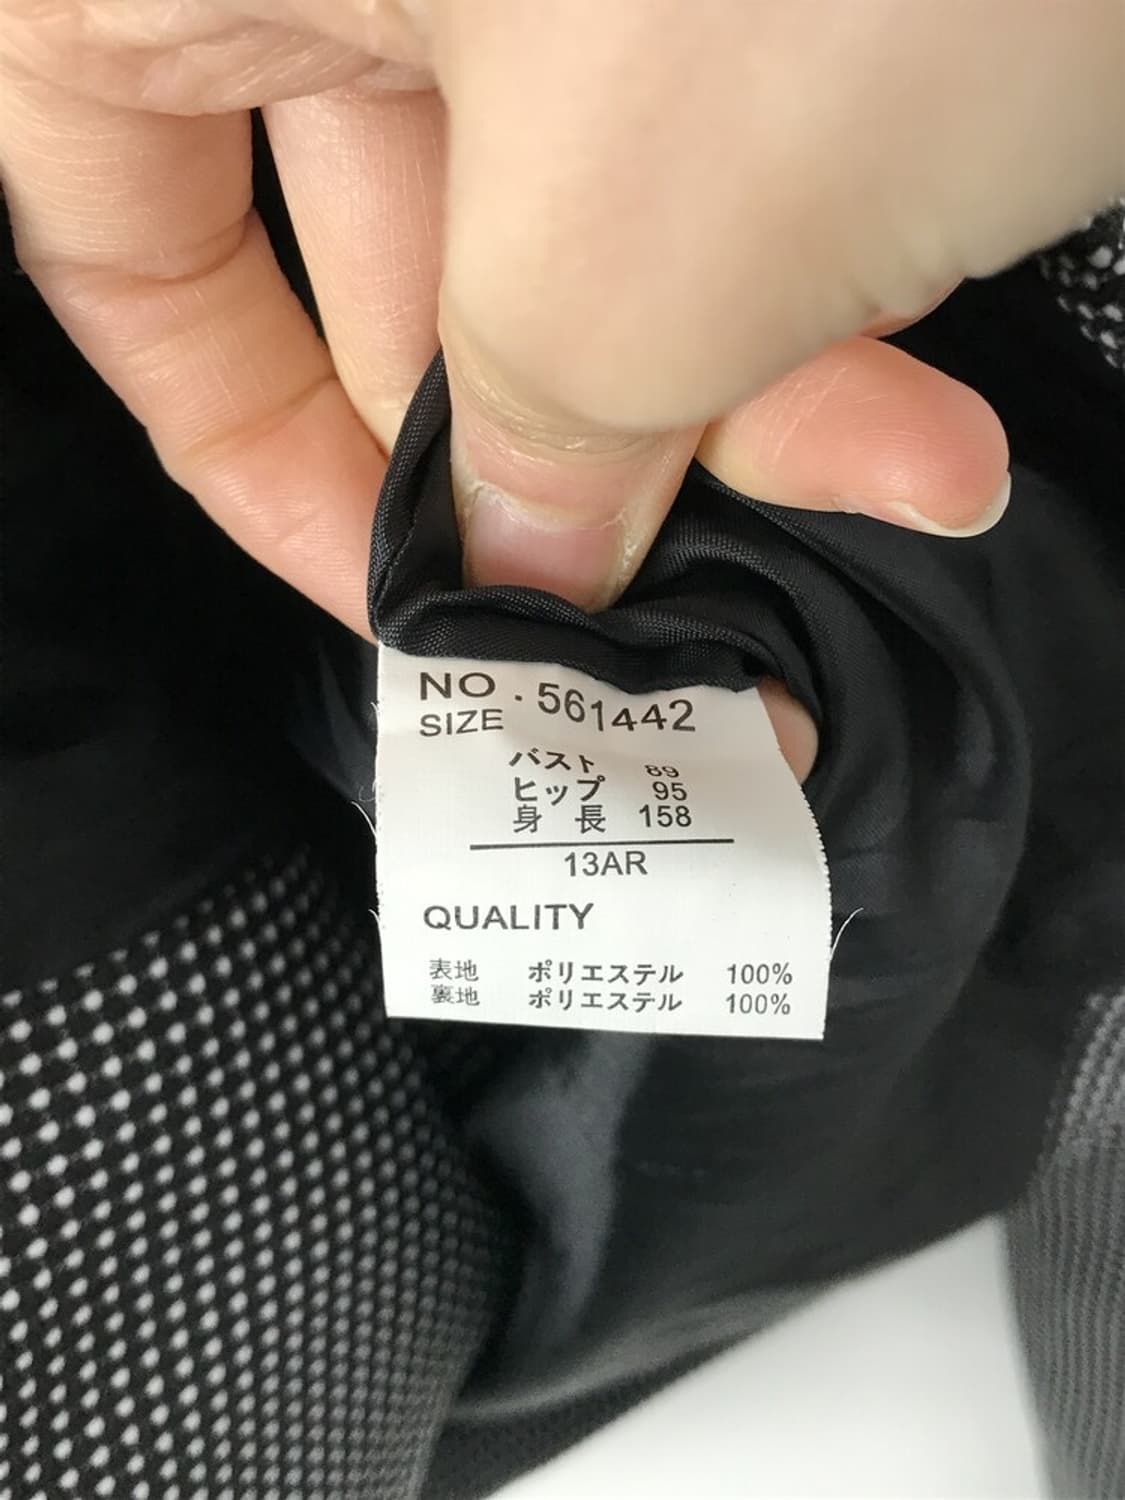 NO.561442
SIZE
バスト 89
ヒップ 95
身長 158
13AR
QUALITY
表地 ポリエステル 100%
裏地 ポリエステル 100%